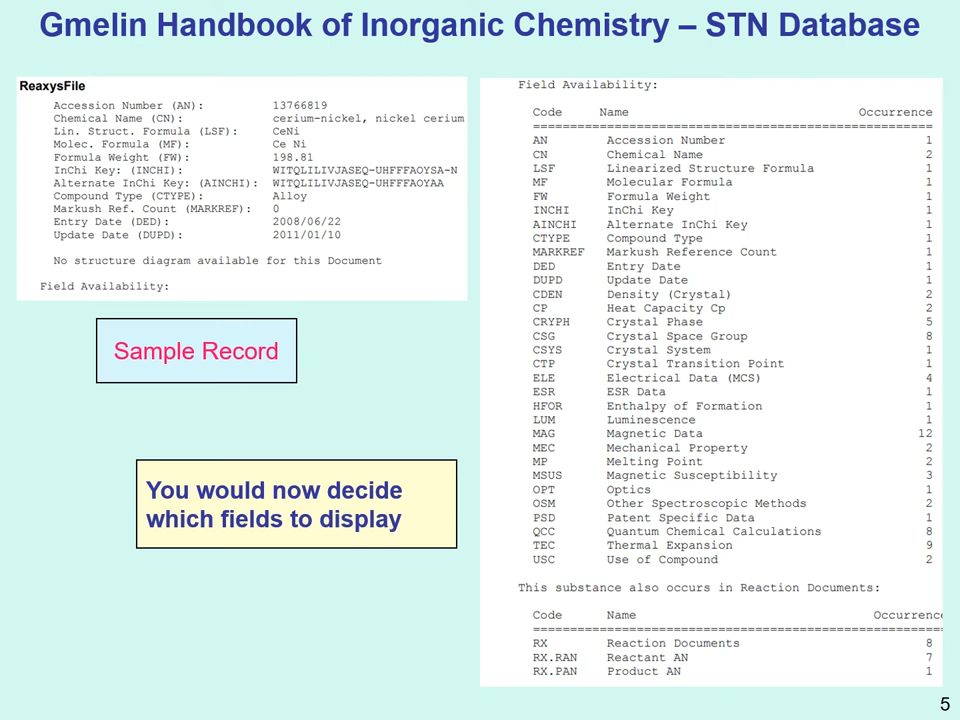 Gmelin Handbook of Inorganic Chemistry – STN Database
ReaxysFile
Accession Number (AN): 13766819
Chemical Name (CN): cerium-nickel, nickel cerium
Lin. Struct. Formula (LSF): CeNi
Molec. Formula (MF): Ce Ni
Formula Weight (FW): 198.81
InChi Key: (INCHI): WITQLILIVJASEQ-UHFFFAOYSA-N
Alternate InChi Key: (AINCHI): WITQLILIVJASEQ-UHFFFAOYAA
Compound Type (CTYPE): Alloy
Markush Ref. Count (MARKREF): 0
Entry Date (DED): 2008/06/22
Update Date (DUPD): 2011/01/10
No structure diagram available for this Document
Field Availability:
Sample Record
You would now decide
which fields to display
Field Availability:
Code Name Occurrence
================================================
AN Accession Number 1
CN Chemical Name 2
LSF Linearized Structure Formula 1
MF Molecular Formula 1
FW Formula Weight 1
INCHI InChi Key 1
AINCHI Alternate InChi Key 1
CTYPE Compound Type 1
MARKREF Markush Reference Count 1
DED Entry Date 1
DUPD Update Date 1
CDEN Density (Crystal) 2
CP Heat Capacity Cp 2
CRYPH Crystal Phase 5
CSG Crystal Space Group 8
CSYS Crystal System 1
CTP Crystal Transition Point 1
ELE Electrical Data (MCS) 4
ESR ESR Data 1
HFOR Enthalpy of Formation 1
LUM Luminescence 1
MAG Magnetic Data 12
MEC Mechanical Property 2
MP Melting Point 2
MSUS Magnetic Susceptibility 3
OPT Optics 1
OSM Other Spectroscopic Methods 2
PSD Patent Specific Data 1
QCC Quantum Chemical Calculations 8
TEC Thermal Expansion 9
USC Use of Compound 2
This substance also occurs in Reaction Documents:
Code Name Occurrence
================================================
RX Reaction Documents 8
RX.RAN Reactant AN 7
RX.PAN Product AN 1
5